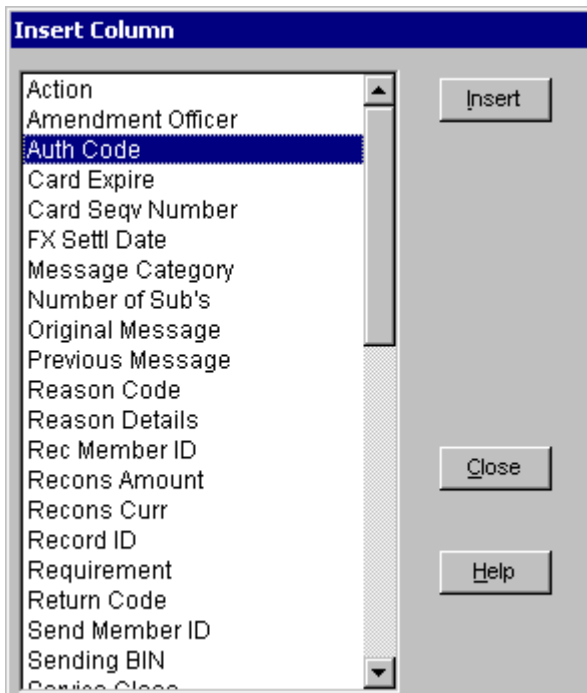 Insert Column
Action
Amendment Officer
Auth Code
Card Expire
Card Seqv Number
FX Settl Date
Message Category
Number of Sub's
Original Message
Previous Message
Reason Code
Reason Details
Rec Member ID
Recons Amount
Recons Curr
Record ID
Requirement
Return Code
Send Member ID
Sending BIN
Insert
Close
Help